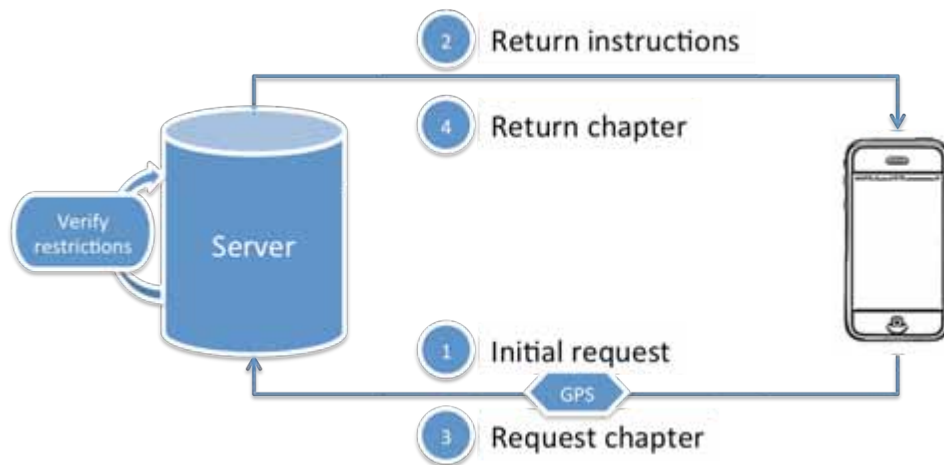 2 Return instructions
4 Return chapter
Verify
restrictions
Server
1 Initial request
GPS
3 Request chapter